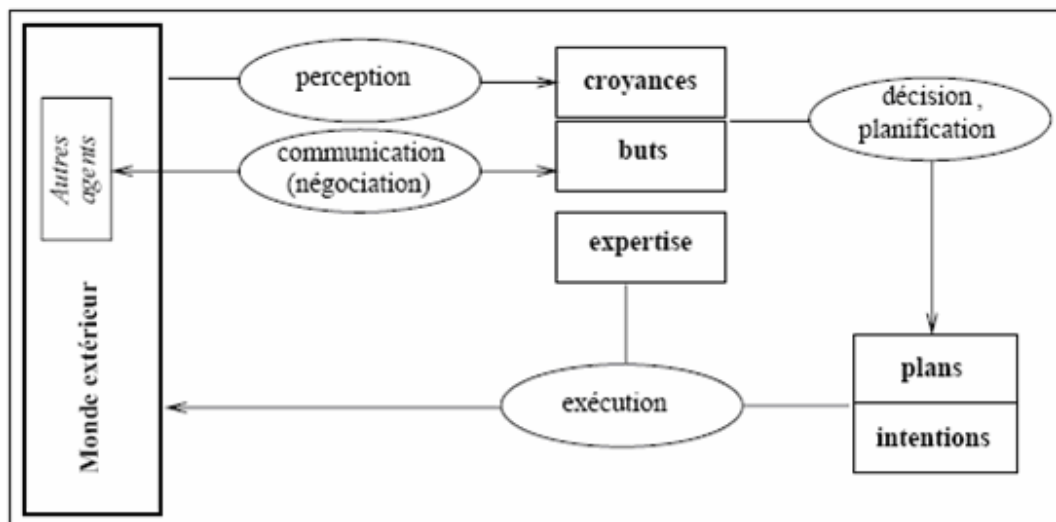 perception
croyances
décision,
planification
communication
(négociation)
buts
Autres
agents
expertise
Monde extérieur
plans
exécution
intentions